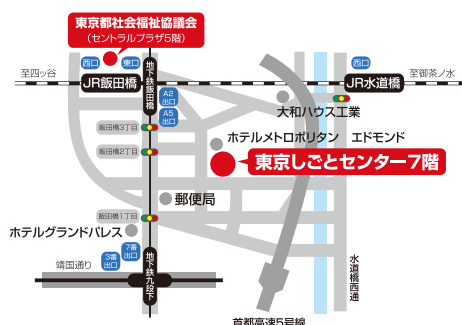 東京都社会福祉協議会
（セントラルプラザ5階）
西口
東口
西口
至四ッ谷
JR飯田橋
地下鉄飯田橋
JR水道橋
至御茶ノ水
A2
出口
A5
出口
大和ハウス工業
飯田橋3丁目
ホテルメトロポリタン　エドモンド
飯田橋2丁目
東京しごとセンター7階
郵便局
飯田橋1丁目
ホテルグランドパレス
7番
出口
3番
出口
靖国通り
地下鉄九段下
水道橋西通
首都高速5号線